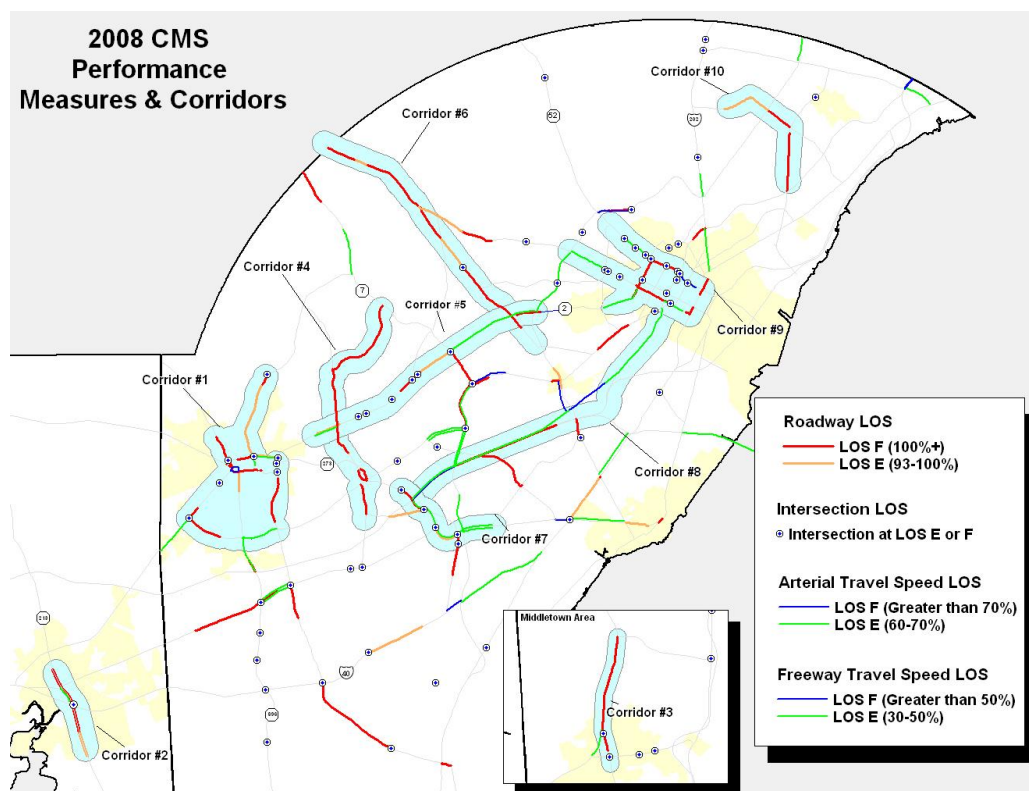 2008 CMS
Performance
Measures & Corridors
Corridor #10
Corridor #6
52
202
Corridor #4
7
Corridor #5
2
Corridor #9
Corridor #1
273
Corridor #8
Corridor #7
Roadway LOS
LOS F (100%+)
LOS E (93-100%)
Intersection LOS
Intersection at LOS E or F
Arterial Travel Speed LOS
LOS F (Greater than 70%)
LOS E (60-70%)
Freeway Travel Speed LOS
LOS F (Greater than 50%)
LOS E (30-50%)
Middletown Area
Corridor #3
40
Corridor #2